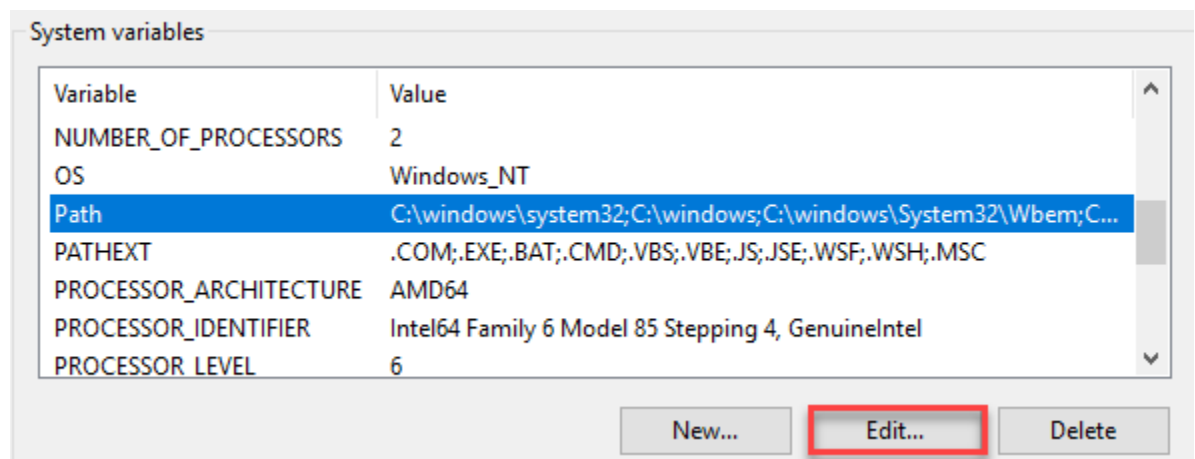 System variables
Variable Value
NUMBER_OF_PROCESSORS 2
OS Windows_NT
Path C:\windows\system32;C:\windows;C:\windows\System32\Wbem;C...
PATHEXT .COM;.EXE;.BAT;.CMD;.VBS;.VBE;.JS;.JSE;.WSF;.WSH;.MSC
PROCESSOR_ARCHITECTURE AMD64
PROCESSOR_IDENTIFIER Intel64 Family 6 Model 85 Stepping 4, GenuineIntel
PROCESSOR_LEVEL 6
New... Edit... Delete